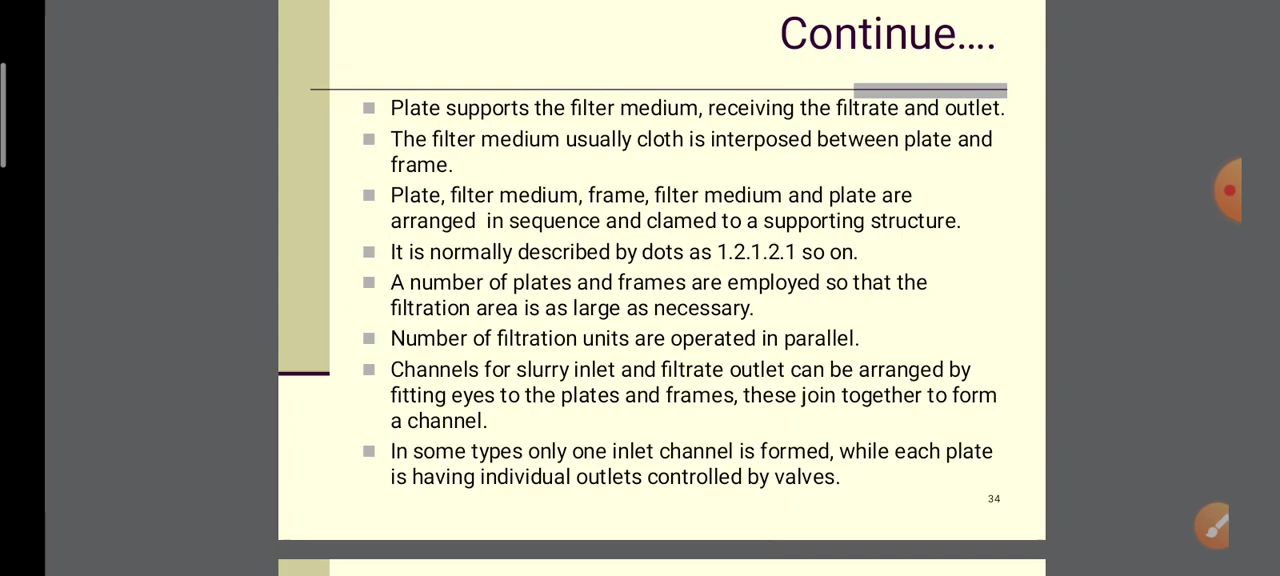 Continue....
Plate supports the filter medium, receiving the filtrate and outlet.
The filter medium usually cloth is interposed between plate and
frame.
Plate, filter medium, frame, filter medium and plate are
arranged  in sequence and clamed to a supporting structure.
It is normally described by dots as 1.2.1.2.1 so on.
A number of plates and frames are employed so that the
filtration area is as large as necessary.
Number of filtration units are operated in parallel.
Channels for slurry inlet and filtrate outlet can be arranged by
fitting eyes to the plates and frames, these join together to form
a channel.
In some types only one inlet channel is formed, while each plate
is having individual outlets controlled by valves.
34